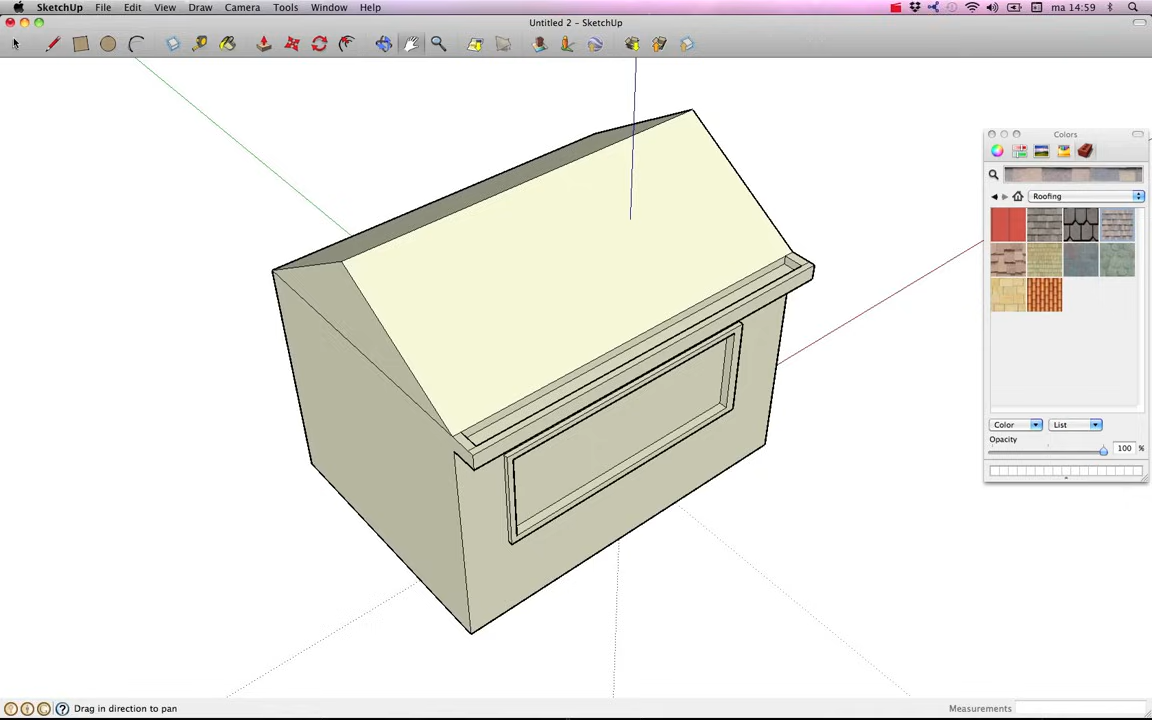 SketchUp File Edit View Draw Camera Tools Window Help ma 14:59
Untitled 2 - SketchUp
Colors
Roofing
Color List
Opacity
100 %
Drag in direction to pan Measurements